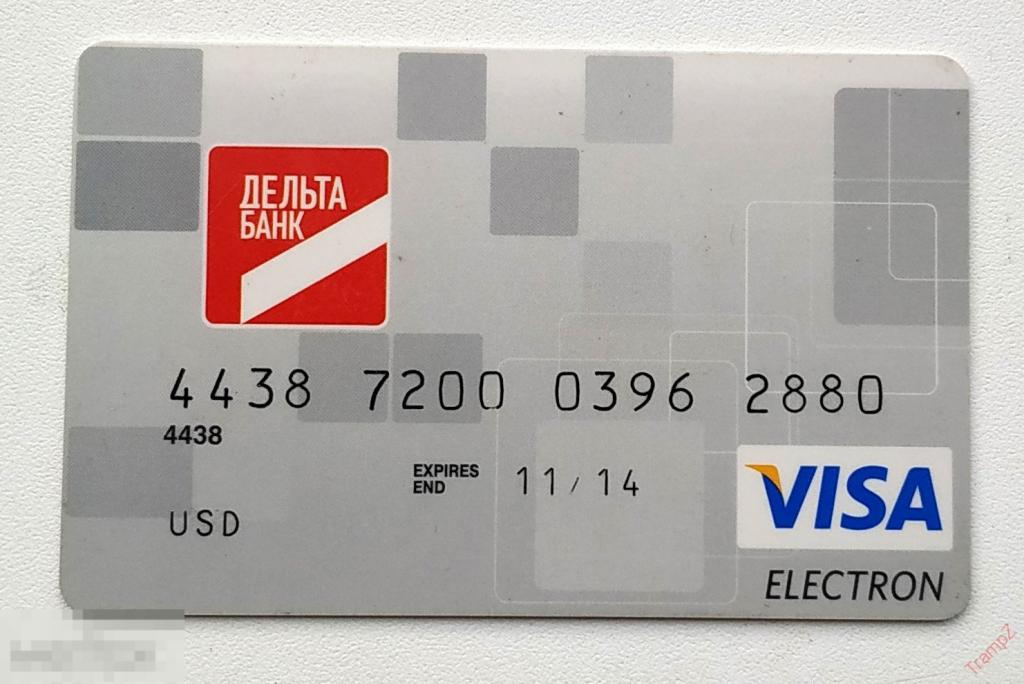 ДЕЛЬТА
БАНК
4438 7200 0396 2880
4438
EXPIRES
END
11/14
USD
VISA
ELECTRON
TrampZ